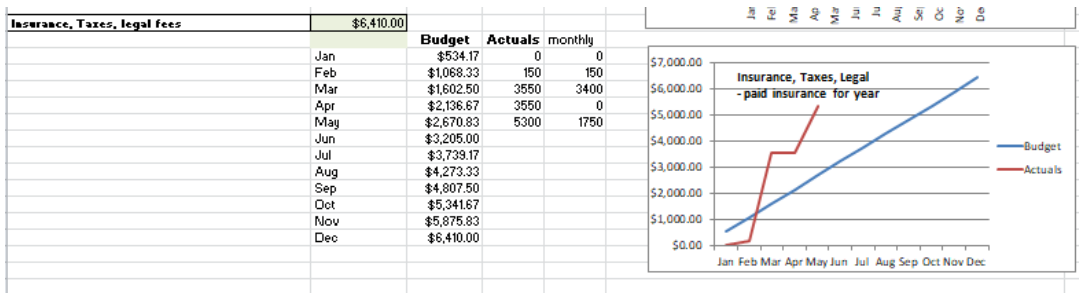 Insurance, Taxes, legal fees $6,410.00
Budget Actuals monthly
Jan $534.17 0 0
Feb $1,068.33 150 150
Mar $1,602.50 3550 3400
Apr $2,136.67 3550 0
May $2,670.83 5300 1750
Jun $3,205.00
Jul $3,739.17
Aug $4,273.33
Sep $4,807.50
Oct $5,341.67
Nov $5,875.83
Dec $6,410.00
Insurance, Taxes, Legal
- paid insurance for year
$7,000.00
$6,000.00
$5,000.00
$4,000.00
$3,000.00
$2,000.00
$1,000.00
$0.00
Jan Feb Mar Apr May Jun Jul Aug Sep Oct Nov Dec
Budget
Actuals